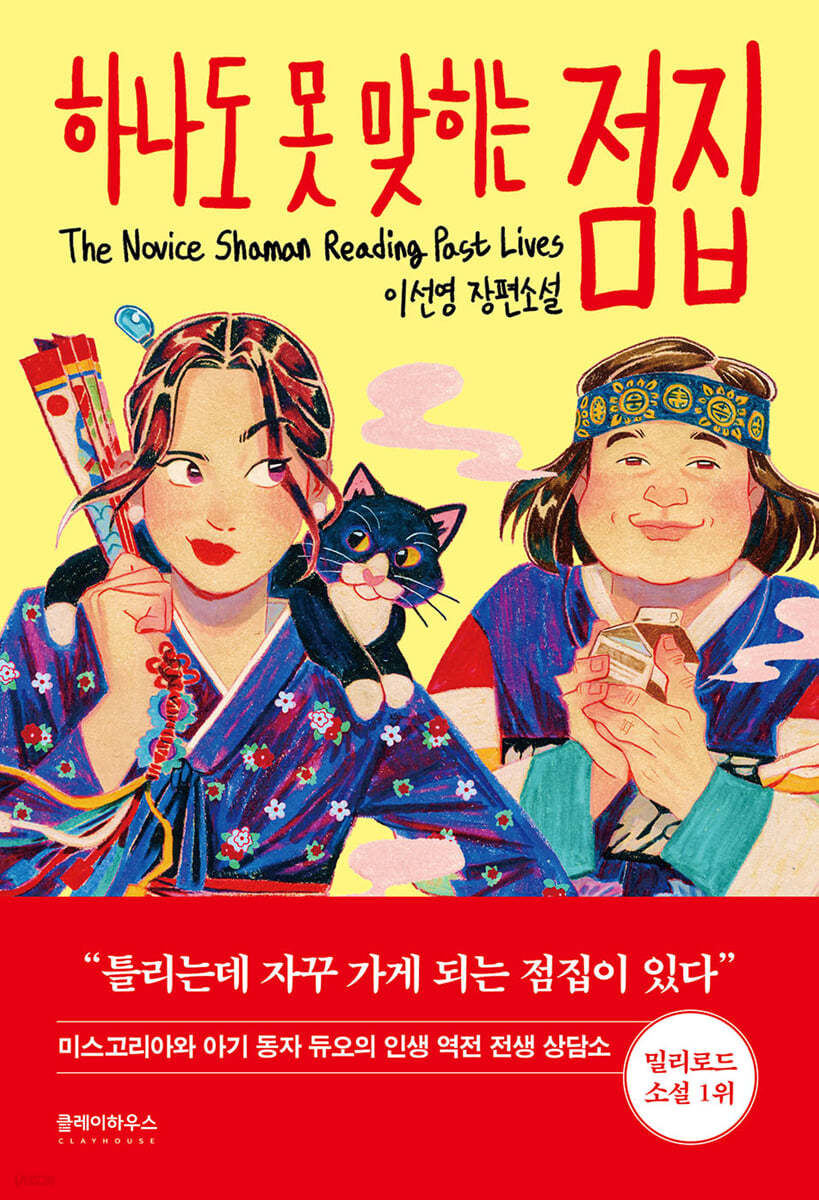 하나도 못 맞히는 점집
The Novice Shaman Reading Past Lives
이선영 장편소설
“틀리는데 자꾸 가게 되는 점집이 있다”
미스코리아와 아기 동자 듀오의 인생 역전 전생 상담소
밀리로드
소설 1위
클레이하우스
CLAYHOUSE